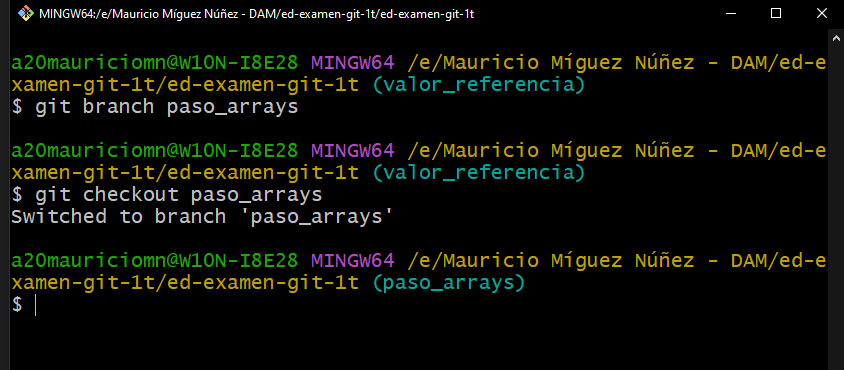 MINGW64:/e/Mauricio Míguez Núñez - DAM/ed-examen-git-1t/ed-examen-git-1t
a20mauriciomn@W10N-I8E28 MINGW64 /e/Mauricio Míguez Núñez - DAM/ed-e
xamen-git-1t/ed-examen-git-1t (valor_referencia)
$ git branch paso_arrays
a20mauriciomn@W10N-I8E28 MINGW64 /e/Mauricio Míguez Núñez - DAM/ed-e
xamen-git-1t/ed-examen-git-1t (valor_referencia)
$ git checkout paso_arrays
Switched to branch 'paso_arrays'
a20mauriciomn@W10N-I8E28 MINGW64 /e/Mauricio Míguez Núñez - DAM/ed-e
xamen-git-1t/ed-examen-git-1t (paso_arrays)
$